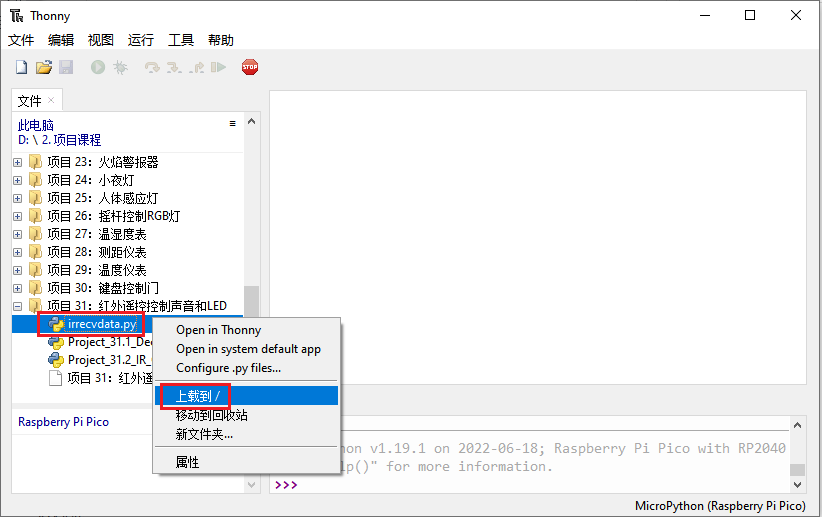 Thonny
文件 编辑 视图 运行 工具 帮助
STOP
文件 ×
此电脑
D: \ 2. 项目课程
项目 23：火焰警报器
项目 24：小夜灯
项目 25：人体感应灯
项目 26：摇杆控制RGB灯
项目 27：温湿度表
项目 28：测距仪表
项目 29：温度仪表
项目 30：键盘控制门
项目 31：红外遥控控制声音和LED
irrecvdata.py
Project_31.1_Dec
Project_31.2_IR_
项目 31：红外遥
Open in Thonny
Open in system default app
Configure .py files...
上载到 /
移动到回收站
新文件夹...
属性
Raspberry Pi Pico
hon v1.19.1 on 2022-06-18; Raspberry Pi Pico with RP2040
lp()" for more information.
>>>
MicroPython (Raspberry Pi Pico)